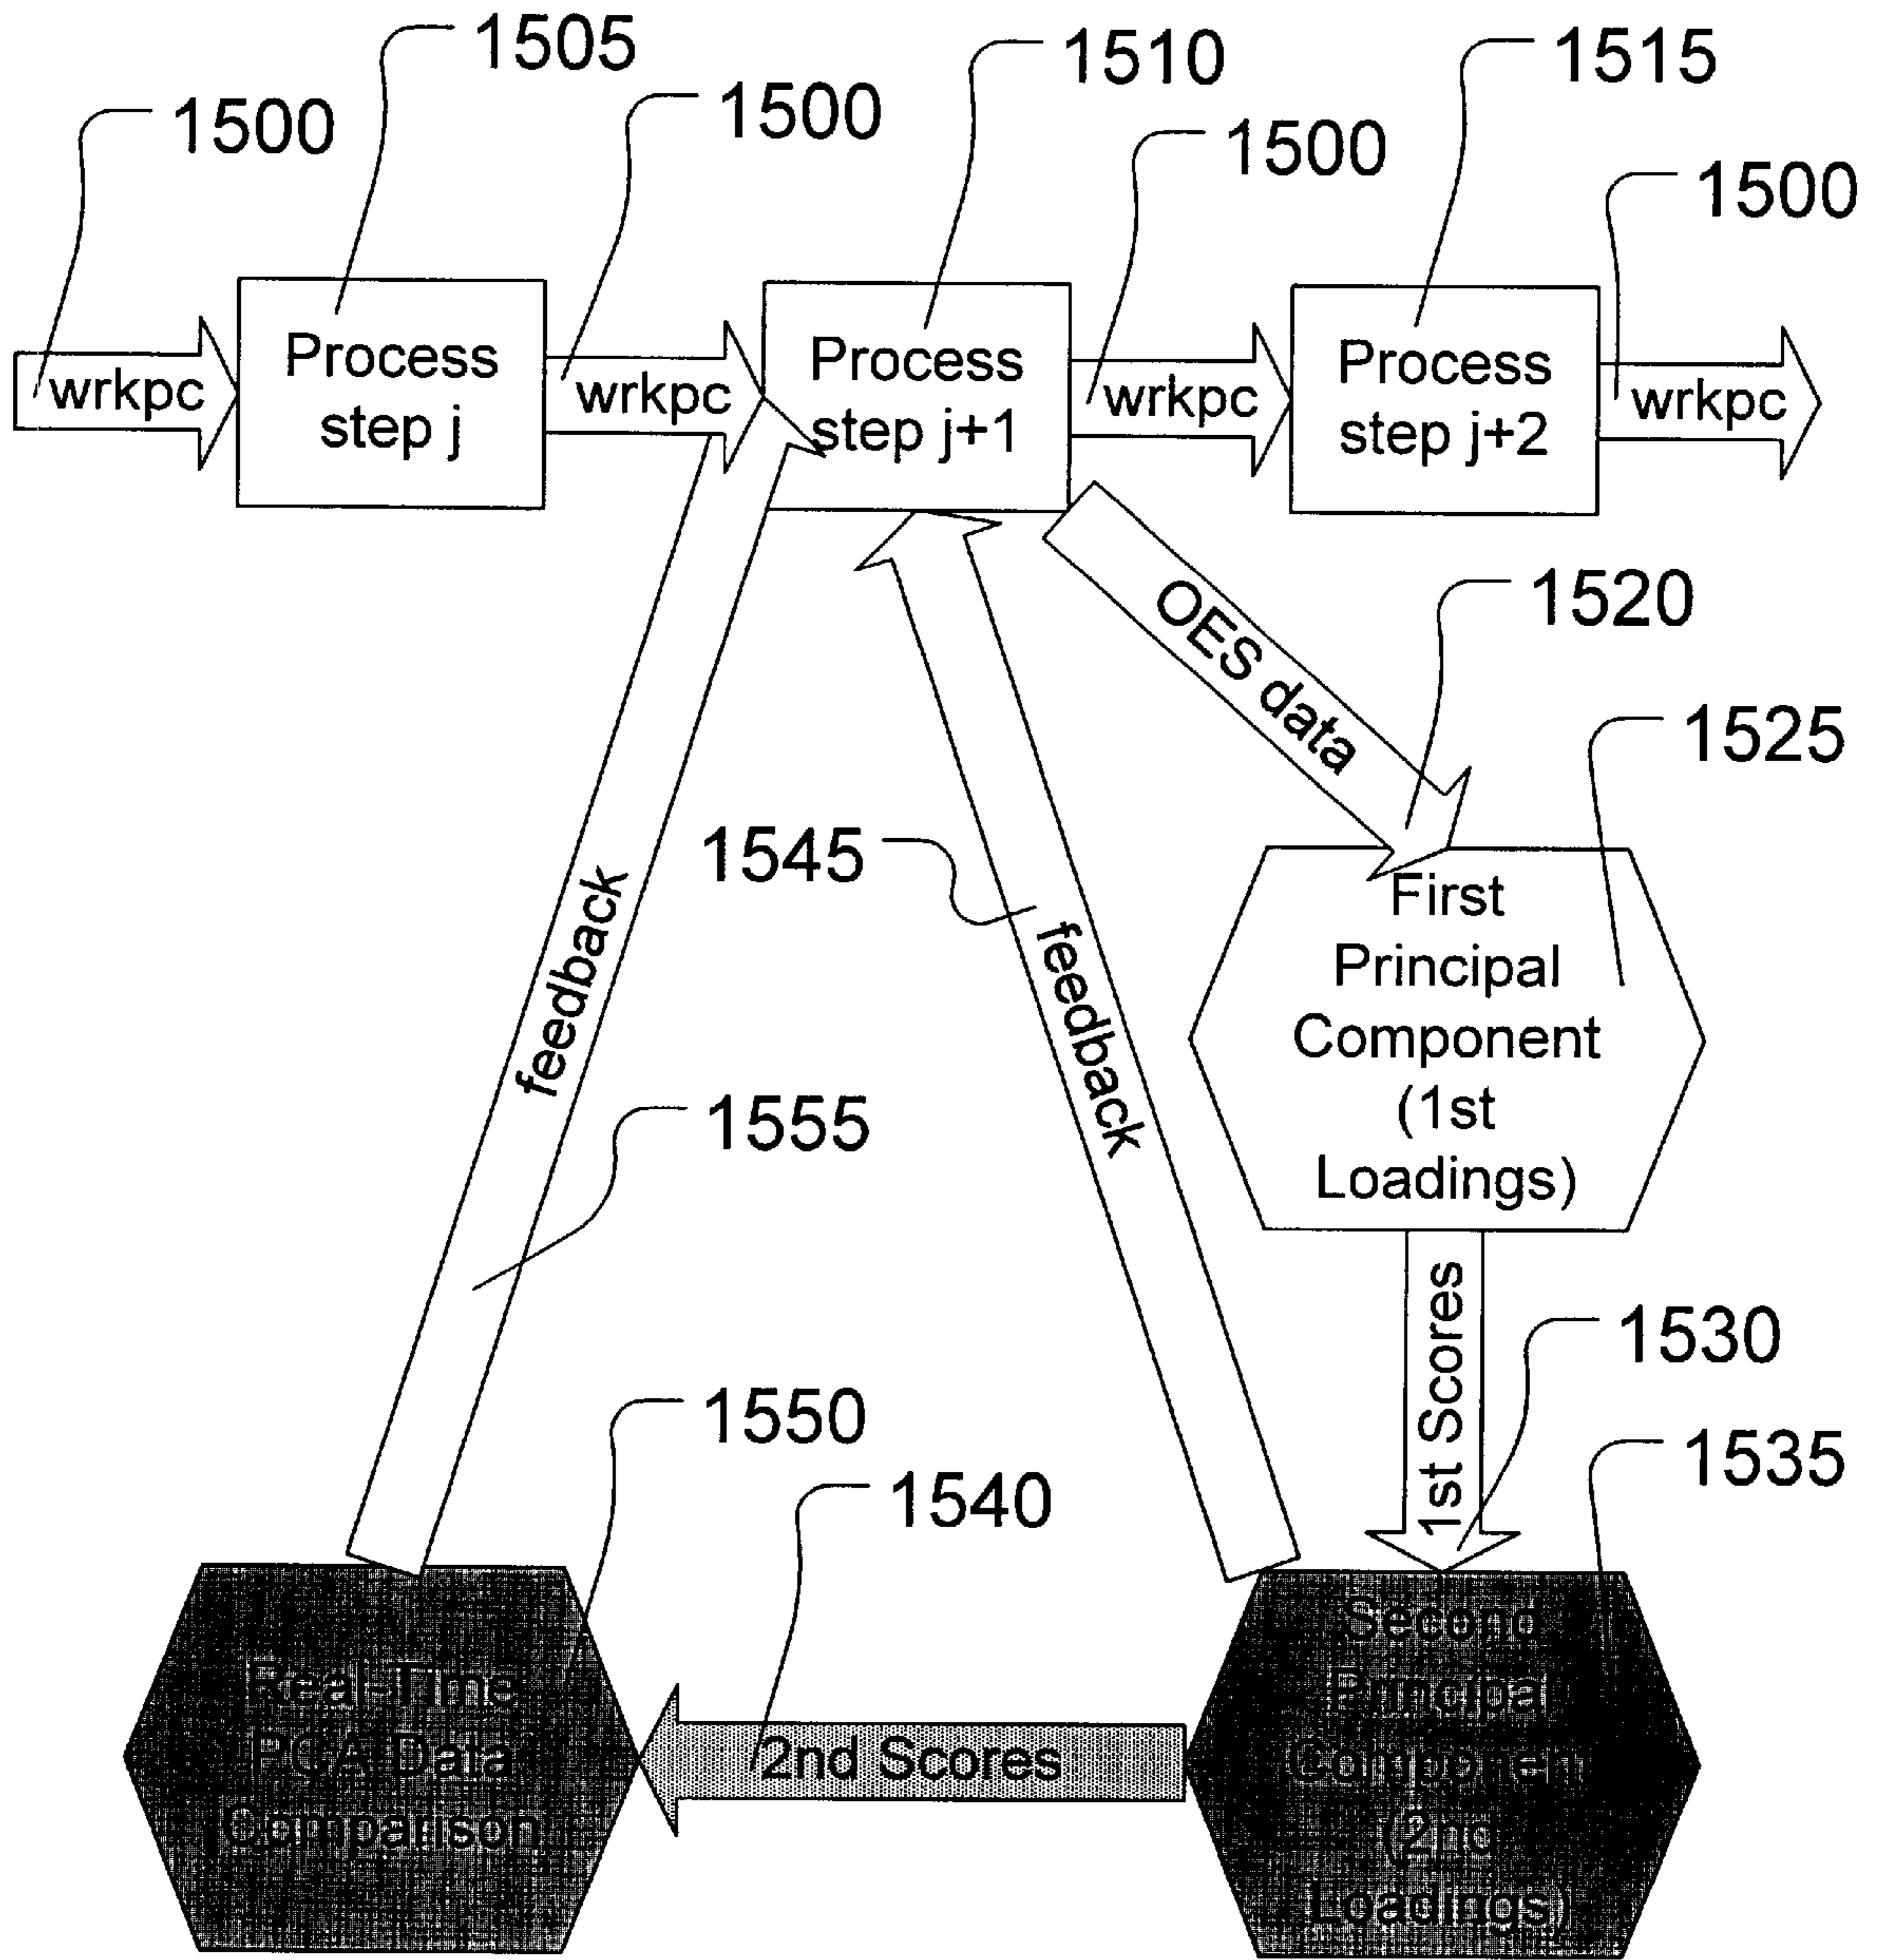 1505
1510
1515
1500
1500
1500
1500
wrkpc
Process
step j
wrkpc
Process
step j+1
wrkpc
Process
step j+2
wrkpc
OES data
1520
1525
1545
feedback
feedback
First
Principal
Component
(1st
Loadings)
1555
1st Scores
1530
1550
1535
1540
Real-Time
PCA Data
Comparison
2nd Scores
Second
Principal
Component
(2nd
Loadings)